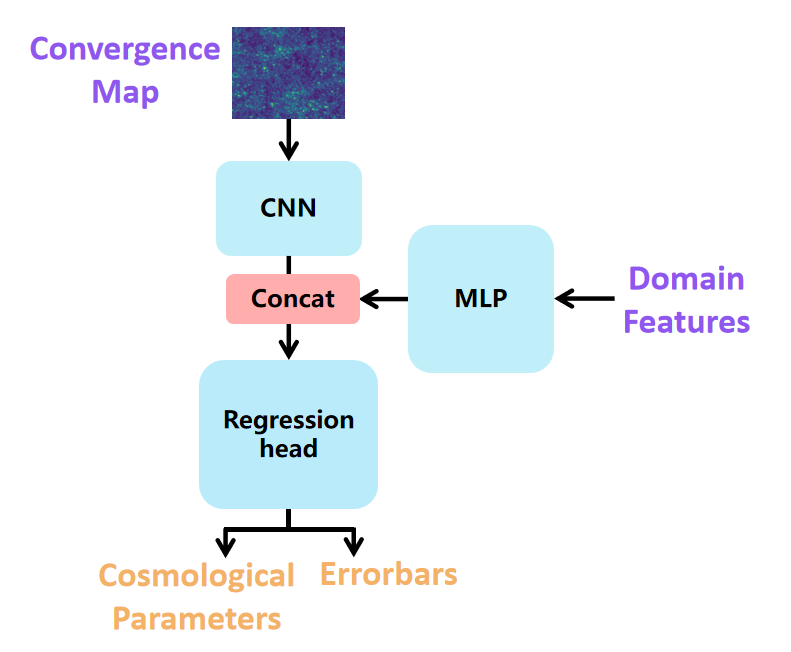 Convergence
Map
CNN
Concat
MLP
Domain
Features
Regression
head
Cosmological
Parameters
Errorbars